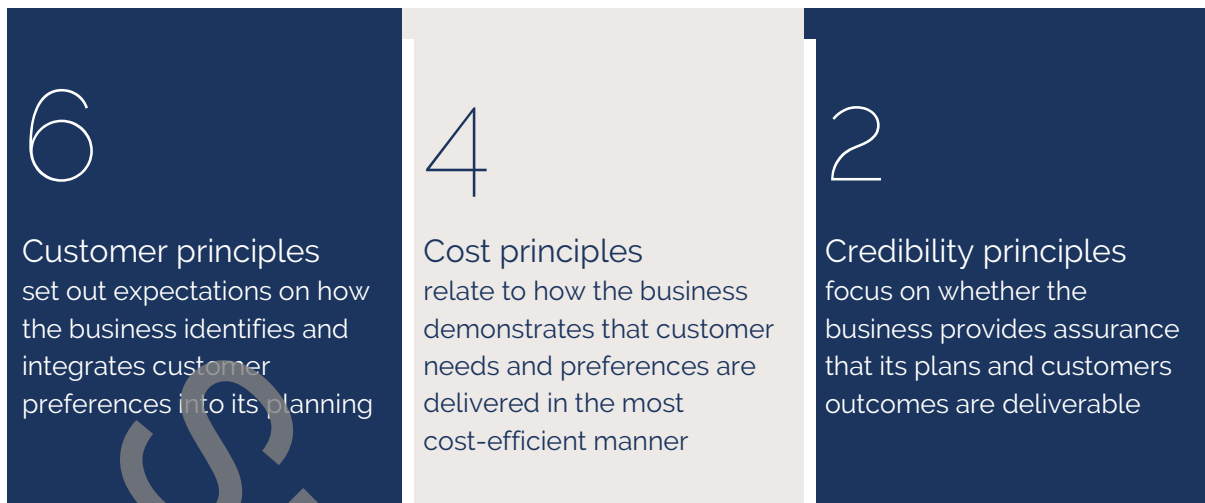 6
Customer principles
set out expectations on how
the business identifies and
integrates customer
preferences into its planning
4
Cost principles
relate to how the business
demonstrates that customer
needs and preferences are
delivered in the most
cost-efficient manner
2
Credibility principles
focus on whether the
business provides assurance
that its plans and customers
outcomes are deliverable